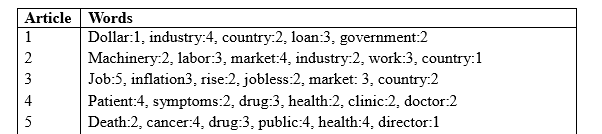 Article Words
1 Dollar:1, industry:4, country:2, loan:3, government:2
2 Machinery:2, labor:3, market:4, industry:2, work:3, country:1
3 Job:5, inflation3, rise:2, jobless:2, market: 3, country:2
4 Patient:4, symptoms:2, drug:3, health:2, clinic:2, doctor:2
5 Death:2, cancer:4, drug:3, public:4, health:4, director:1